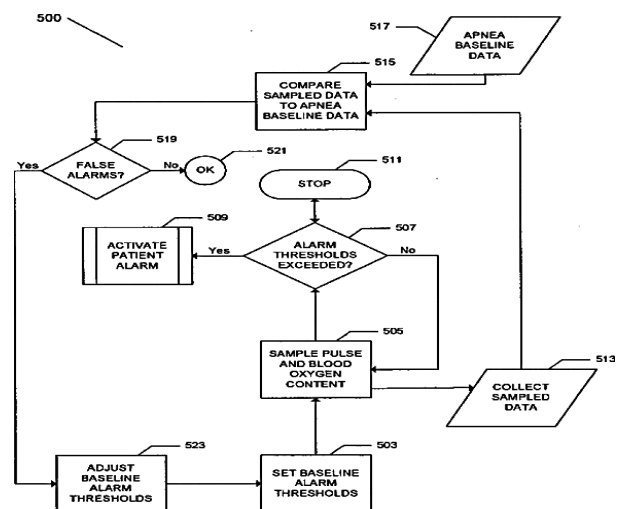 500
517
APNEA
BASELINE
DATA
515
COMPARE
SAMPLED DATA
TO APNEA
BASELINE DATA
519
Yes
FALSE
ALARMS?
No
521
OK
511
STOP
509
ACTIVATE
PATIENT
ALARM
Yes
507
ALARM
THRESHOLDS
EXCEEDED?
No
505
SAMPLE PULSE
AND BLOOD
OXYGEN
CONTENT
513
COLLECT
SAMPLED
DATA
523
ADJUST
BASELINE
ALARM
THRESHOLDS
503
SET BASELINE
ALARM
THRESHOLDS